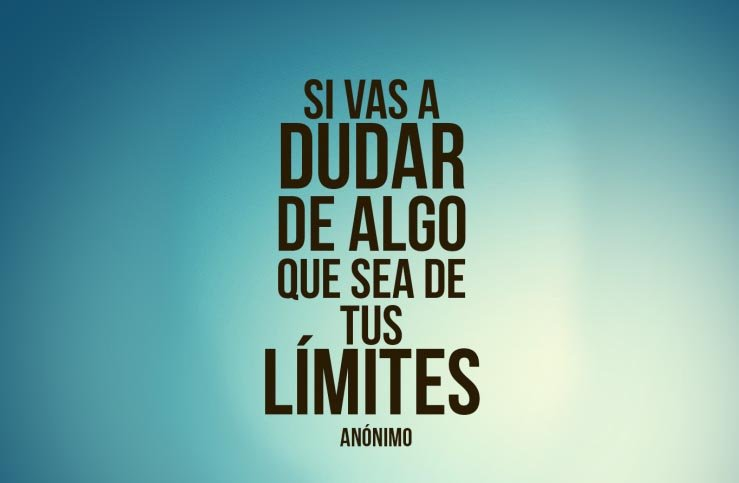 SI VAS A
DUDAR
DE ALGO
QUE SEA DE
TUS
LÍMITES
ANÓNIMO